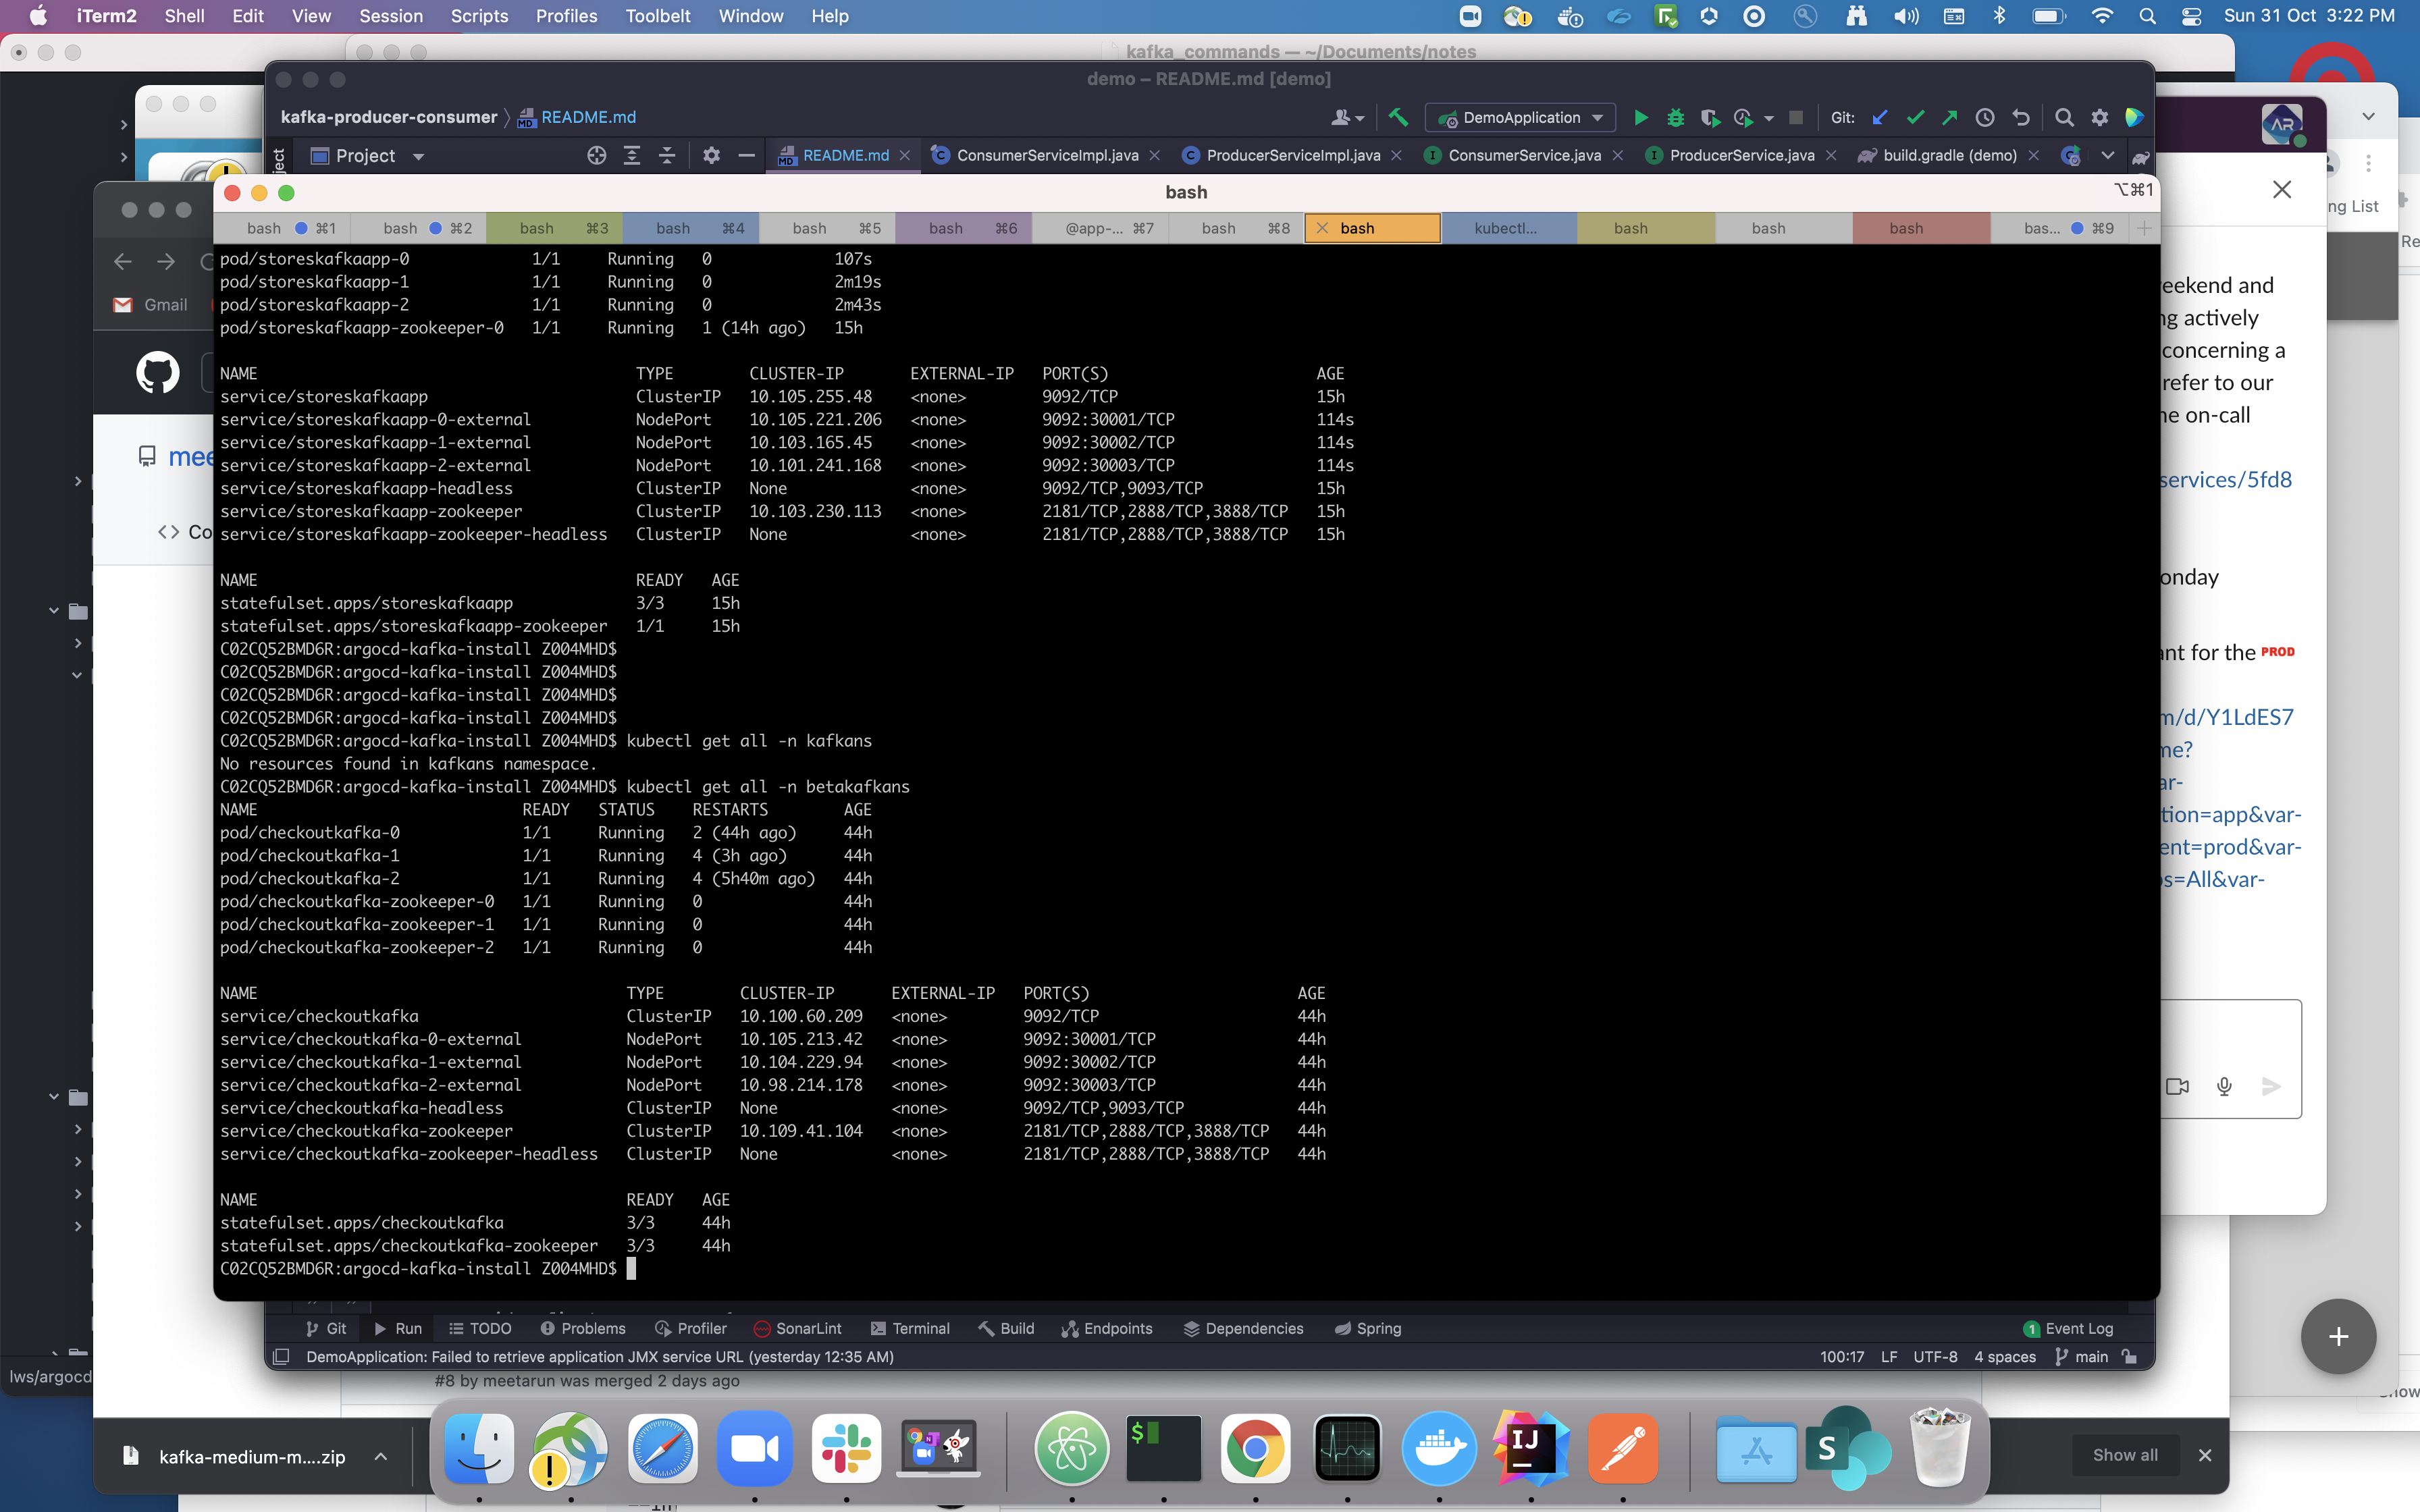 iTerm2 Shell Edit View Session Scripts Profiles Toolbelt Window Help Sun 31 Oct 3:22 PM
kafka_commands — ~/Documents/notes
demo – README.md [demo]
kafka-producer-consumer README.md DemoApplication Git:
Project README.md ConsumerServiceImpl.java ProducerServiceImpl.java ConsumerService.java ProducerService.java build.gradle (demo)
bash ⌥⌘1
bash ⌘1 bash ⌘2 bash ⌘3 bash ⌘4 bash ⌘5 bash ⌘6 @app-... ⌘7 bash ⌘8 bash kubectl... bash bash bash bas... ⌘9
pod/storeskafkaapp-0 1/1 Running 0 107s
pod/storeskafkaapp-1 1/1 Running 0 2m19s
pod/storeskafkaapp-2 1/1 Running 0 2m43s
pod/storeskafkaapp-zookeeper-0 1/1 Running 1 (14h ago) 15h
NAME TYPE CLUSTER-IP EXTERNAL-IP PORT(S) AGE
service/storeskafkaapp ClusterIP 10.105.255.48 <none> 9092/TCP 15h
service/storeskafkaapp-0-external NodePort 10.105.221.206 <none> 9092:30001/TCP 114s
service/storeskafkaapp-1-external NodePort 10.103.165.45 <none> 9092:30002/TCP 114s
service/storeskafkaapp-2-external NodePort 10.101.241.168 <none> 9092:30003/TCP 114s
service/storeskafkaapp-headless ClusterIP None <none> 9092/TCP,9093/TCP 15h
service/storeskafkaapp-zookeeper ClusterIP 10.103.230.113 <none> 2181/TCP,2888/TCP,3888/TCP 15h
service/storeskafkaapp-zookeeper-headless ClusterIP None <none> 2181/TCP,2888/TCP,3888/TCP 15h
NAME READY AGE
statefulset.apps/storeskafkaapp 3/3 15h
statefulset.apps/storeskafkaapp-zookeeper 1/1 15h
C02CQ52BMD6R:argocd-kafka-install Z004MHD$
C02CQ52BMD6R:argocd-kafka-install Z004MHD$
C02CQ52BMD6R:argocd-kafka-install Z004MHD$
C02CQ52BMD6R:argocd-kafka-install Z004MHD$
C02CQ52BMD6R:argocd-kafka-install Z004MHD$ kubectl get all -n kafkans
No resources found in kafkans namespace.
C02CQ52BMD6R:argocd-kafka-install Z004MHD$ kubectl get all -n betakafkans
NAME READY STATUS RESTARTS AGE
pod/checkoutkafka-0 1/1 Running 2 (44h ago) 44h
pod/checkoutkafka-1 1/1 Running 4 (3h ago) 44h
pod/checkoutkafka-2 1/1 Running 4 (5h40m ago) 44h
pod/checkoutkafka-zookeeper-0 1/1 Running 0 44h
pod/checkoutkafka-zookeeper-1 1/1 Running 0 44h
pod/checkoutkafka-zookeeper-2 1/1 Running 0 44h
NAME TYPE CLUSTER-IP EXTERNAL-IP PORT(S) AGE
service/checkoutkafka ClusterIP 10.100.60.209 <none> 9092/TCP 44h
service/checkoutkafka-0-external NodePort 10.105.213.42 <none> 9092:30001/TCP 44h
service/checkoutkafka-1-external NodePort 10.104.229.94 <none> 9092:30002/TCP 44h
service/checkoutkafka-2-external NodePort 10.98.214.178 <none> 9092:30003/TCP 44h
service/checkoutkafka-headless ClusterIP None <none> 9092/TCP,9093/TCP 44h
service/checkoutkafka-zookeeper ClusterIP 10.109.41.104 <none> 2181/TCP,2888/TCP,3888/TCP 44h
service/checkoutkafka-zookeeper-headless ClusterIP None <none> 2181/TCP,2888/TCP,3888/TCP 44h
NAME READY AGE
statefulset.apps/checkoutkafka 3/3 44h
statefulset.apps/checkoutkafka-zookeeper 3/3 44h
C02CQ52BMD6R:argocd-kafka-install Z004MHD$
Gmail
mee
Co
AR
ng List
Re
eekend and
ng actively
concerning a
refer to our
ne on-call
services/5fd8
onday
ant for the PROD
m/d/Y1LdES7
me?
ar-
tion=app&var-
ent=prod&var-
s=All&var-
Git Run TODO Problems Profiler SonarLint Terminal Build Endpoints Dependencies Spring 1 Event Log
DemoApplication: Failed to retrieve application JMX service URL (yesterday 12:35 AM) 100:17 LF UTF-8 4 spaces main
lws/argocd
#8 by meetarun was merged 2 days ago
kafka-medium-m....zip Show all
IJ
S